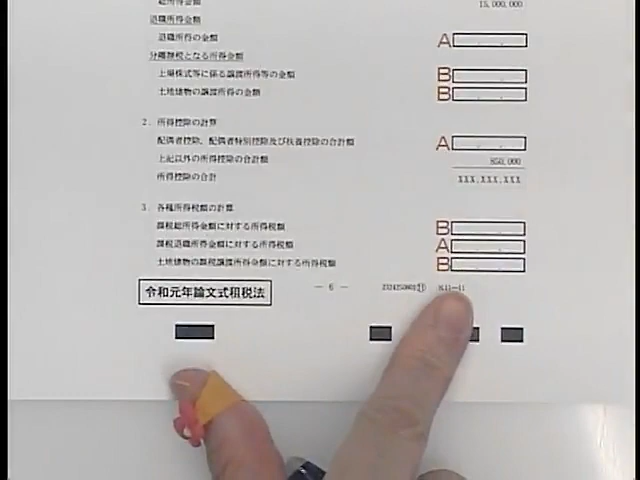 総所得金額 15,000,000
退職所得金額
退職所得の金額 A
分離課税となる所得金額
上場株式等に係る譲渡所得等の金額 B
土地建物の譲渡所得の金額 B
2. 所得控除の計算
配偶者控除、配偶者特別控除及び扶養控除の合計額 A
上記以外の所得控除の合計額 850,000
所得控除の合計 XXX,XXX,XXX
3. 各種所得税額の計算
課税総所得金額に対する所得税額 B
課税退職所得金額に対する所得税額 A
土地建物の課税譲渡所得金額に対する所得税額 B
令和元年論文式租税法 ― 6 ―